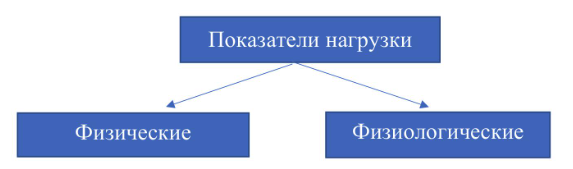 Показатели нагрузки
Физические
Физиологические